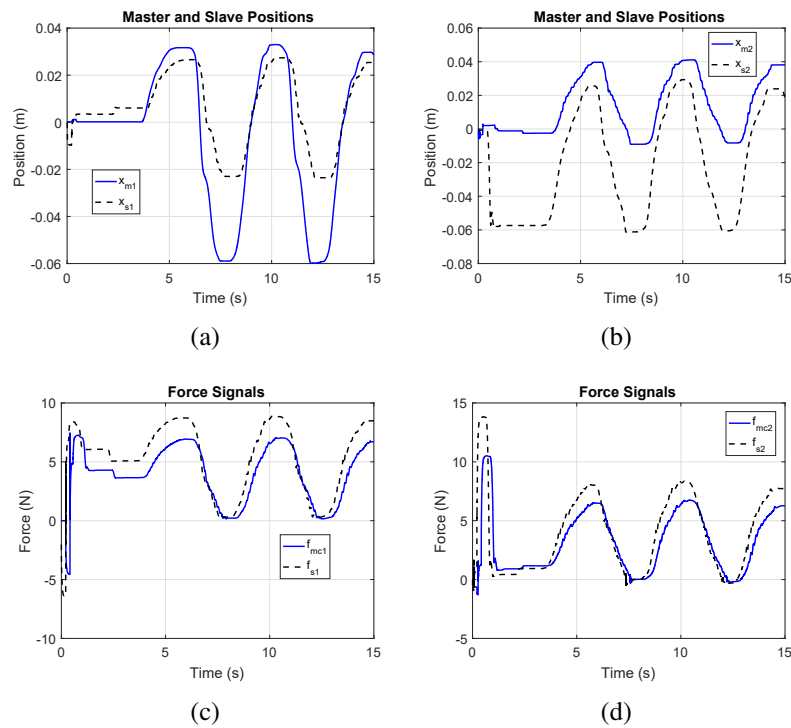 Master and Slave Positions
0.04
0.02
0
-0.02
-0.04
-0.06
Position (m)
x_m1
x_s1
0 5 10 15
Time (s)
(a)
Master and Slave Positions
0.08
0.06
0.04
0.02
0
-0.02
-0.04
-0.06
-0.08
Position (m)
x_m2
x_s2
0 5 10 15
Time (s)
(b)
Force Signals
10
5
0
-5
-10
Force (N)
f_mc1
f_s1
0 5 10 15
Time (s)
(c)
Force Signals
15
10
5
0
-5
Force (N)
f_mc2
f_s2
0 5 10 15
Time (s)
(d)